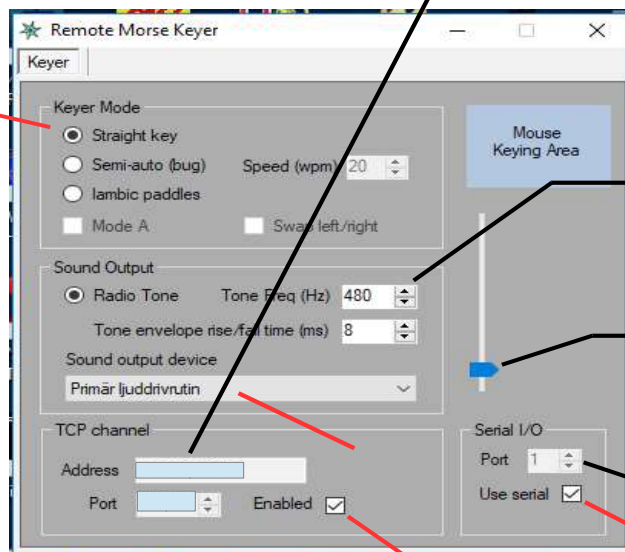 Remote Morse Keyer
Keyer
Keyer Mode
Straight key
Semi-auto (bug) Speed (wpm) 20
Iambic paddles
Mode A Swap left/right
Mouse
Keying Area
Sound Output
Radio Tone Tone Freq (Hz) 480
Tone envelope rise/fall time (ms) 8
Sound output device
Primär ljuddrivrutin
TCP channel
Address
Port Enabled
Serial I/O
Port 1
Use serial